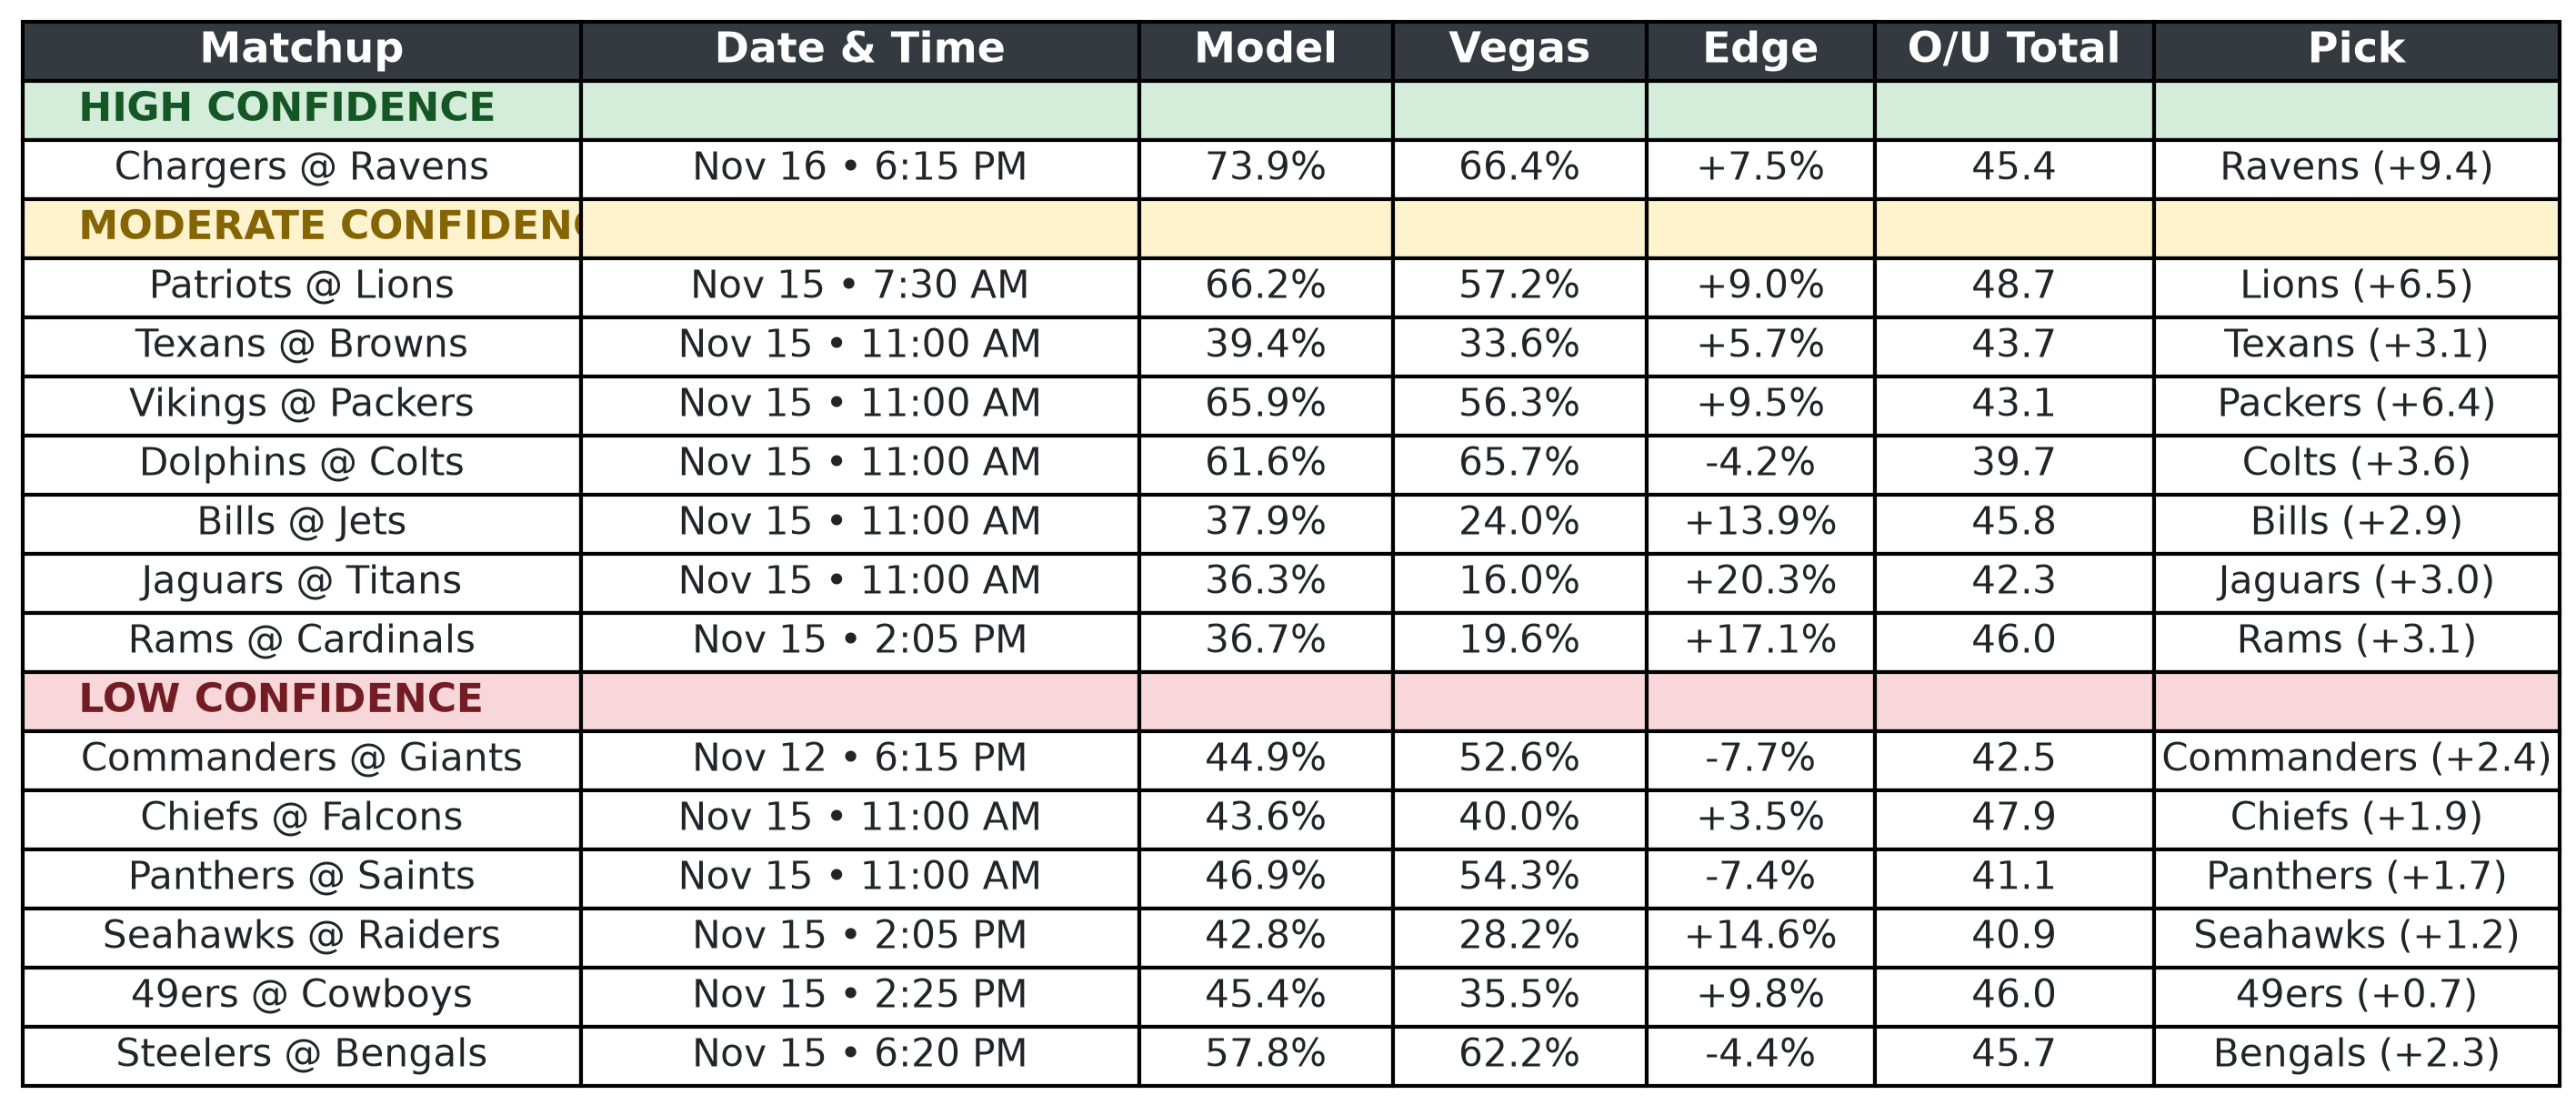 Matchup Date & Time Model Vegas Edge O/U Total Pick
HIGH CONFIDENCE
Chargers @ Ravens Nov 16 • 6:15 PM 73.9% 66.4% +7.5% 45.4 Ravens (+9.4)
MODERATE CONFIDENC
Patriots @ Lions Nov 15 • 7:30 AM 66.2% 57.2% +9.0% 48.7 Lions (+6.5)
Texans @ Browns Nov 15 • 11:00 AM 39.4% 33.6% +5.7% 43.7 Texans (+3.1)
Vikings @ Packers Nov 15 • 11:00 AM 65.9% 56.3% +9.5% 43.1 Packers (+6.4)
Dolphins @ Colts Nov 15 • 11:00 AM 61.6% 65.7% -4.2% 39.7 Colts (+3.6)
Bills @ Jets Nov 15 • 11:00 AM 37.9% 24.0% +13.9% 45.8 Bills (+2.9)
Jaguars @ Titans Nov 15 • 11:00 AM 36.3% 16.0% +20.3% 42.3 Jaguars (+3.0)
Rams @ Cardinals Nov 15 • 2:05 PM 36.7% 19.6% +17.1% 46.0 Rams (+3.1)
LOW CONFIDENCE
Commanders @ Giants Nov 12 • 6:15 PM 44.9% 52.6% -7.7% 42.5 Commanders (+2.4)
Chiefs @ Falcons Nov 15 • 11:00 AM 43.6% 40.0% +3.5% 47.9 Chiefs (+1.9)
Panthers @ Saints Nov 15 • 11:00 AM 46.9% 54.3% -7.4% 41.1 Panthers (+1.7)
Seahawks @ Raiders Nov 15 • 2:05 PM 42.8% 28.2% +14.6% 40.9 Seahawks (+1.2)
49ers @ Cowboys Nov 15 • 2:25 PM 45.4% 35.5% +9.8% 46.0 49ers (+0.7)
Steelers @ Bengals Nov 15 • 6:20 PM 57.8% 62.2% -4.4% 45.7 Bengals (+2.3)